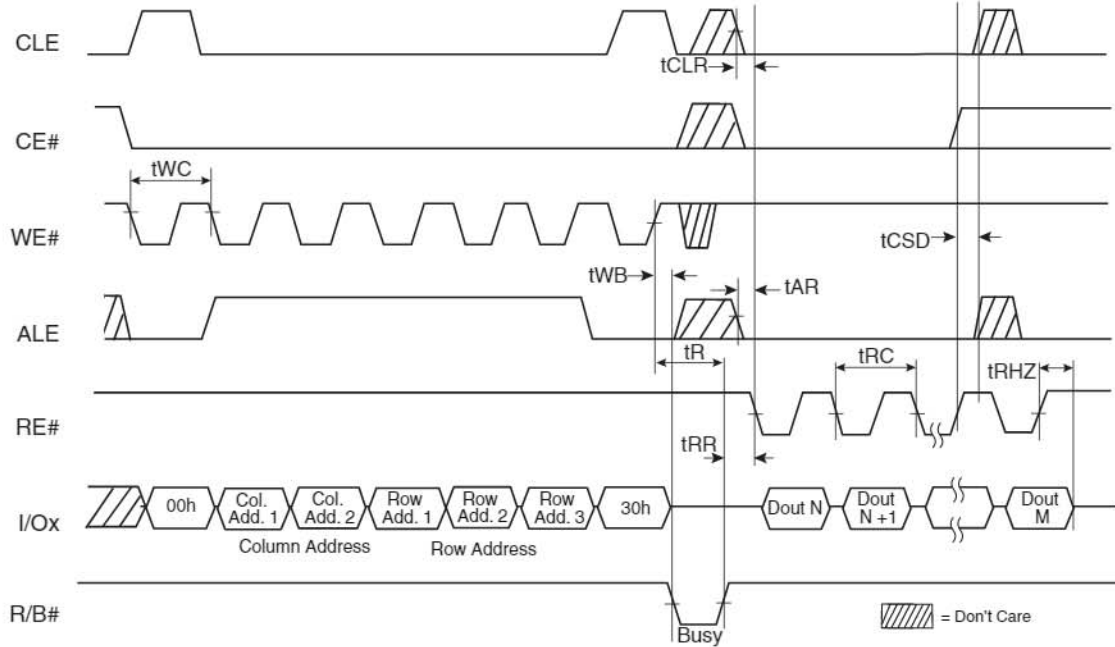 CLE
tCLR
CE#
tWC
WE#
tCSD
tWB
tAR
ALE
tR
tRC
tRHZ
RE#
tRR
I/Ox
00h
Col.
Add. 1
Col.
Add. 2
Row
Add. 1
Row
Add. 2
Row
Add. 3
30h
Dout N
Dout
N +1
Dout
M
Column Address
Row Address
R/B#
Busy
= Don't Care